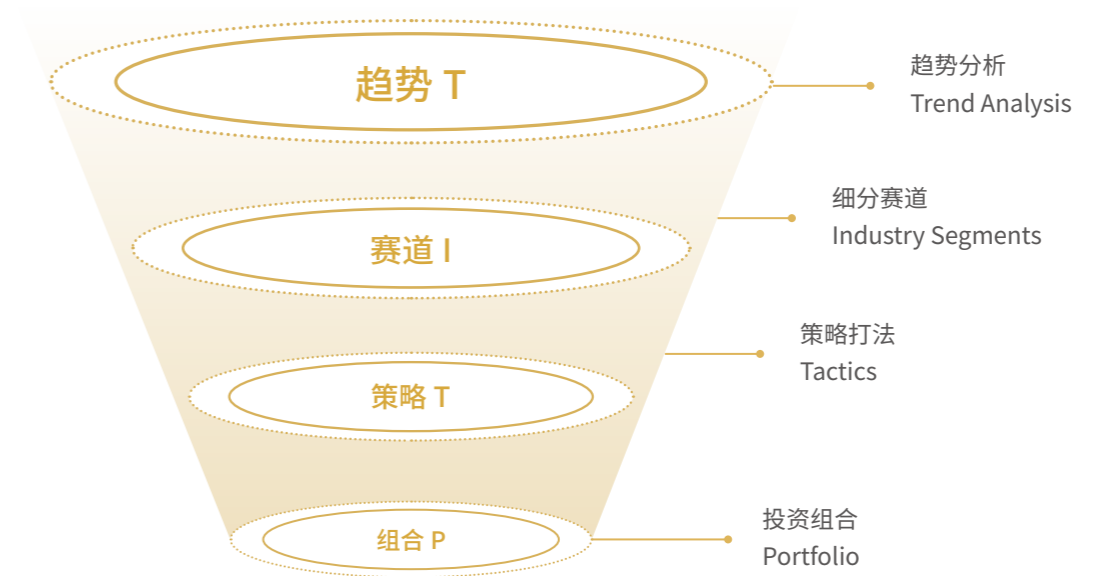 趋势 T
趋势分析
Trend Analysis
赛道 I
细分赛道
Industry Segments
策略 T
策略打法
Tactics
组合 P
投资组合
Portfolio